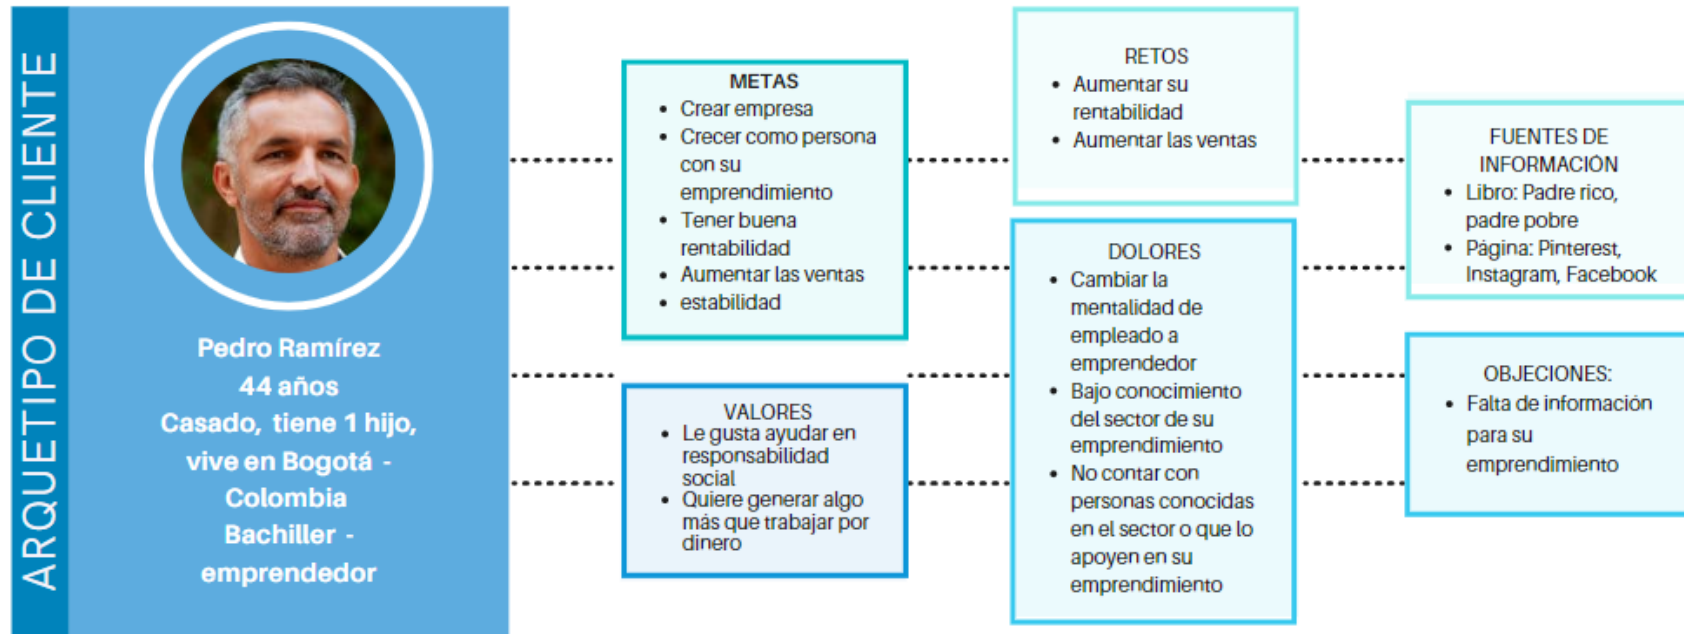 ARQUETIPO DE CLIENTE
Pedro Ramírez
44 años
Casado, tiene 1 hijo,
vive en Bogotá -
Colombia
Bachiller -
emprendedor
METAS
• Crear empresa
• Crecer como persona
con su
emprendimiento
• Tener buena
rentabilidad
• Aumentar las ventas
• estabilidad
VALORES
• Le gusta ayudar en
responsabilidad
social
• Quiere generar algo
más que trabajar por
dinero
RETOS
• Aumentar su
rentabilidad
• Aumentar las ventas
DOLORES
• Cambiar la
mentalidad de
empleado a
emprendedor
• Bajo conocimiento
del sector de su
emprendimiento
• No contar con
personas conocidas
en el sector o que lo
apoyen en su
emprendimiento
FUENTES DE
INFORMACIÓN
• Libro: Padre rico,
padre pobre
• Página: Pinterest,
Instagram, Facebook
OBJECIONES:
• Falta de información
para su
emprendimiento